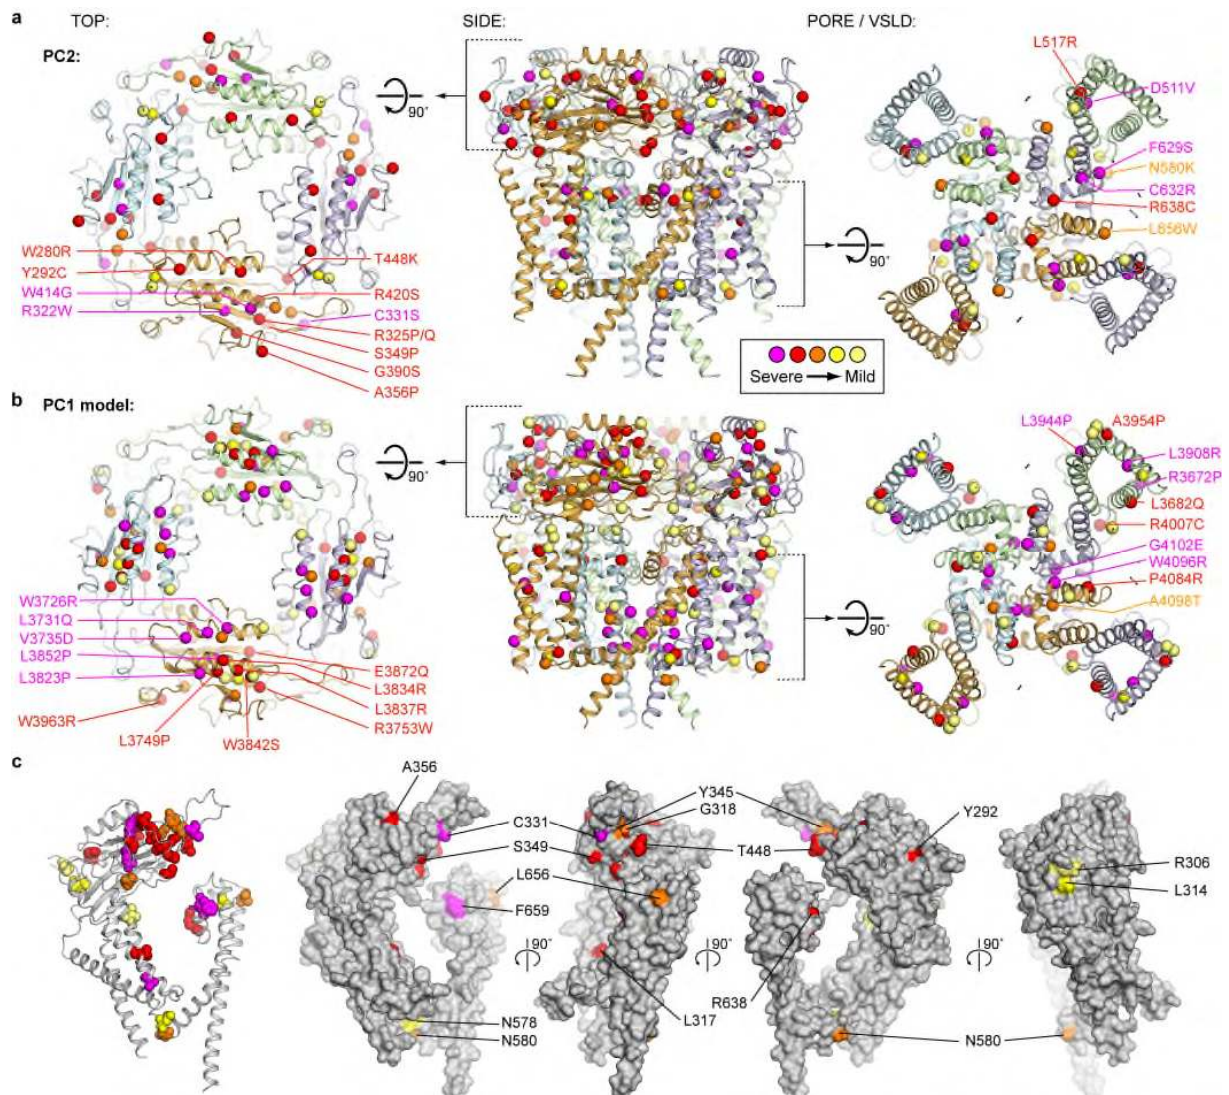 a
TOP:
SIDE:
PORE / VSLD:
PC2:
90°
90°
L517R
D511V
F629S
N580K
C632R
R638C
L656W
W280R
Y292C
W414G
R322W
T448K
R420S
C331S
R325P/Q
S349P
G390S
A356P
Severe → Mild
b
PC1 model:
90°
90°
L3944P
A3954P
L3908R
R3672P
L3682Q
R4007C
G4102E
W4096R
P4084R
A4098T
W3726R
L3731Q
V3735D
L3852P
L3823P
W3963R
L3749P
W3842S
E3872Q
L3834R
L3837R
R3753W
c
A356
C331
S349
L656
F659
N578
N580
90°
Y345
G318
T448
L317
90°
R638
Y292
N580
90°
R306
L314